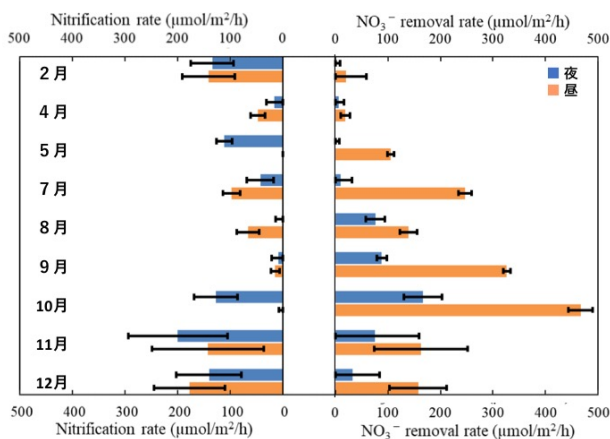 Nitrification rate (μmol/m²/h)
NO₃⁻ removal rate (μmol/m²/h)
500 400 300 200 100 0
0 100 200 300 400 500
夜
昼
2月
4月
5月
7月
8月
9月
10月
11月
12月
500 400 300 200 100 0
0 100 200 300 400 500
Nitrification rate (μmol/m²/h)
NO₃⁻ removal rate (μmol/m²/h)